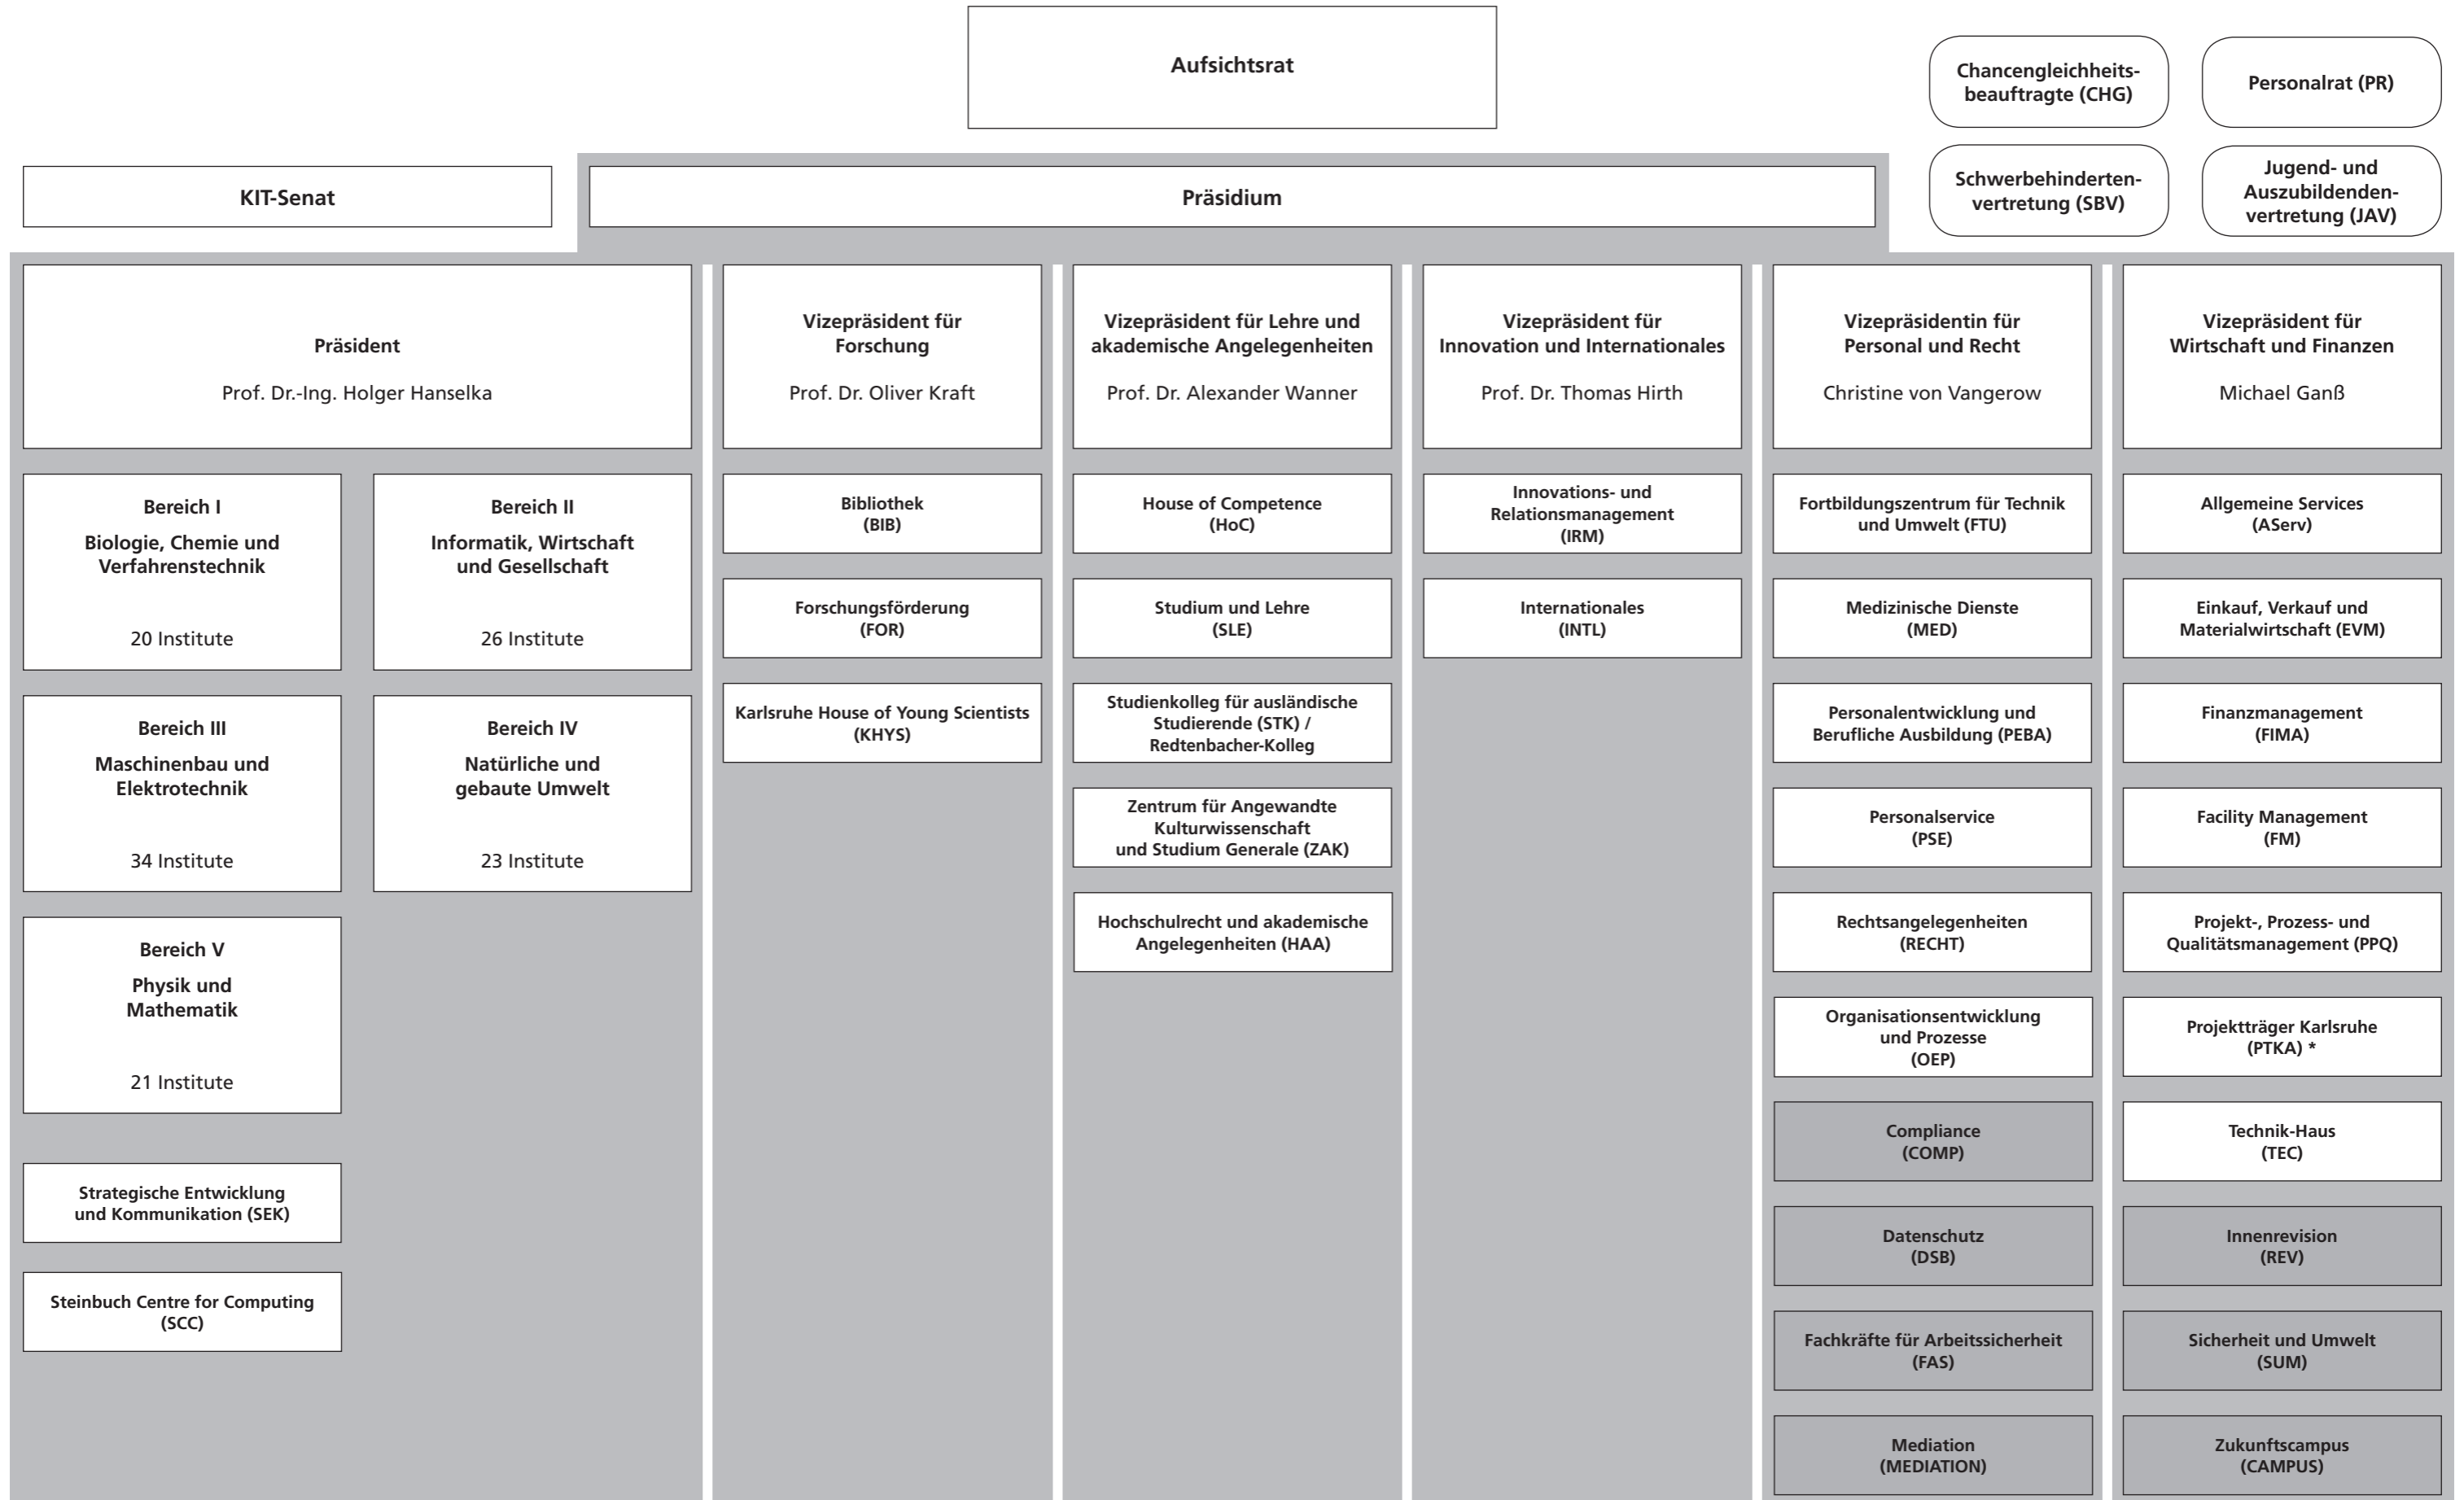 Aufsichtsrat
Chancengleichheits-
beauftragte (CHG)
Personalrat (PR)
KIT-Senat
Präsidium
Schwerbehinderten-
vertretung (SBV)
Jugend- und
Auszubildenden-
vertretung (JAV)
Präsident
Prof. Dr.-Ing. Holger Hanselka
Bereich I
Biologie, Chemie und
Verfahrenstechnik
20 Institute
Bereich II
Informatik, Wirtschaft
und Gesellschaft
26 Institute
Bereich III
Maschinenbau und
Elektrotechnik
34 Institute
Bereich IV
Natürliche und
gebaute Umwelt
23 Institute
Bereich V
Physik und
Mathematik
21 Institute
Strategische Entwicklung
und Kommunikation (SEK)
Steinbuch Centre for Computing
(SCC)
Vizepräsident für
Forschung
Prof. Dr. Oliver Kraft
Bibliothek
(BIB)
Forschungsförderung
(FOR)
Karlsruhe House of Young Scientists
(KHYS)
Vizepräsident für Lehre und
akademische Angelegenheiten
Prof. Dr. Alexander Wanner
House of Competence
(HoC)
Studium und Lehre
(SLE)
Studienkolleg für ausländische
Studierende (STK) /
Redtenbacher-Kolleg
Zentrum für Angewandte
Kulturwissenschaft
und Studium Generale (ZAK)
Hochschulrecht und akademische
Angelegenheiten (HAA)
Vizepräsident für
Innovation und Internationales
Prof. Dr. Thomas Hirth
Innovations- und
Relationsmanagement
(IRM)
Internationales
(INTL)
Vizepräsidentin für
Personal und Recht
Christine von Vangerow
Fortbildungszentrum für Technik
und Umwelt (FTU)
Medizinische Dienste
(MED)
Personalentwicklung und
Berufliche Ausbildung (PEBA)
Personalservice
(PSE)
Rechtsangelegenheiten
(RECHT)
Organisationsentwicklung
und Prozesse
(OEP)
Compliance
(COMP)
Datenschutz
(DSB)
Fachkräfte für Arbeitssicherheit
(FAS)
Mediation
(MEDIATION)
Vizepräsident für
Wirtschaft und Finanzen
Michael Ganß
Allgemeine Services
(AServ)
Einkauf, Verkauf und
Materialwirtschaft (EVM)
Finanzmanagement
(FIMA)
Facility Management
(FM)
Projekt-, Prozess- und
Qualitätsmanagement (PPQ)
Projektträger Karlsruhe
(PTKA) *
Technik-Haus
(TEC)
Innenrevision
(REV)
Sicherheit und Umwelt
(SUM)
Zukunftscampus
(CAMPUS)